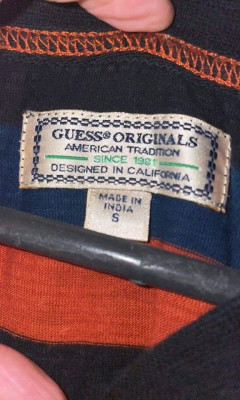 GUESS® ORIGINALS
AMERICAN TRADITION
SINCE 1981
DESIGNED IN CALIFORNIA
MADE IN
INDIA
S